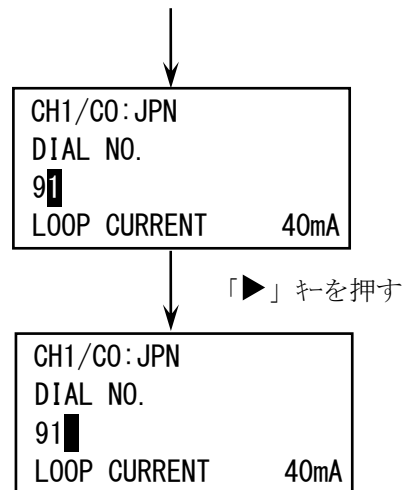 CH1/CO:JPN
DIAL NO.
91
LOOP CURRENT 40mA
「▶」キーを押す
CH1/CO:JPN
DIAL NO.
91
LOOP CURRENT 40mA